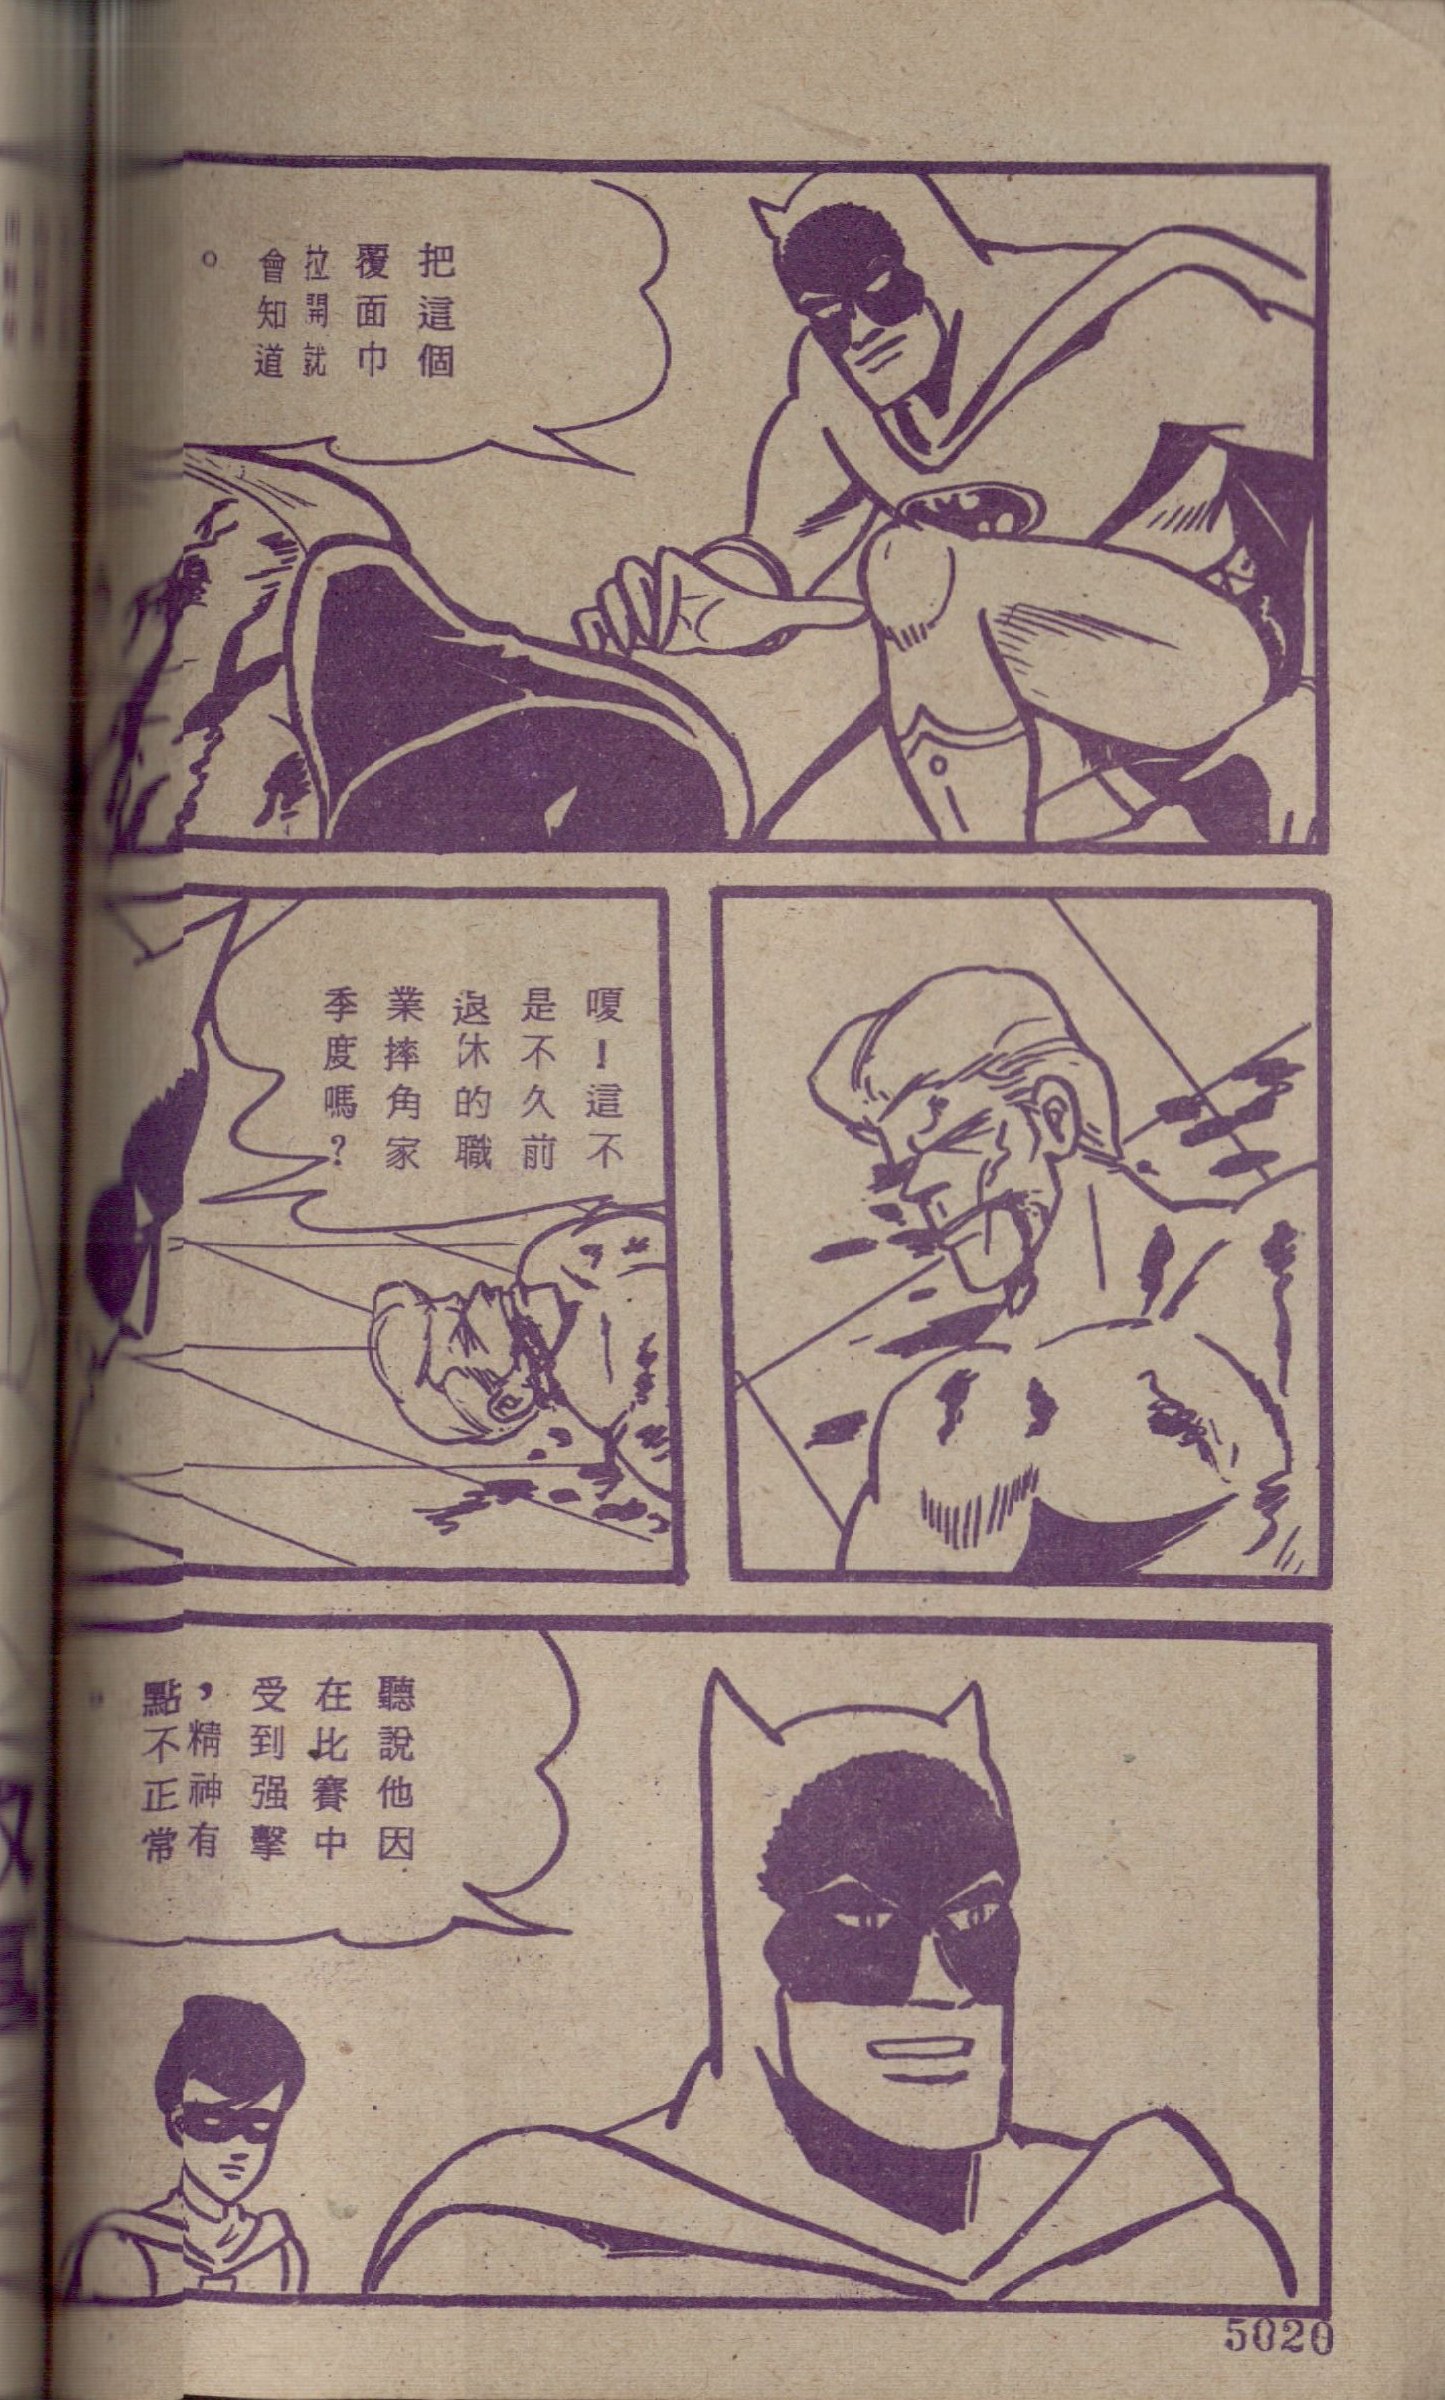 把這個
覆面巾
拉開就
會知道
。
嗄！這不
是不久前
退休的職
業摔角家
季度嗎？
聽說他因
在比賽中
受到强擊
，精神有
點不正常
。
5020